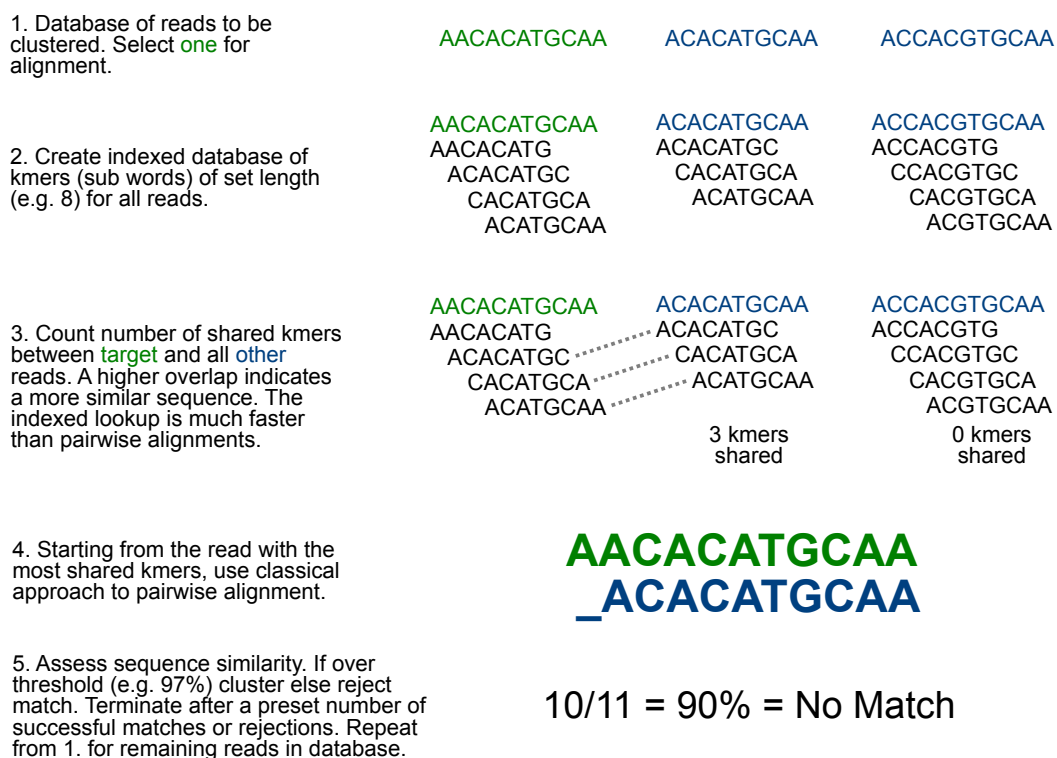 1. Database of reads to be
clustered. Select one for
alignment.
AACACATGCAA ACACATGCAA ACCACGTGCAA
2. Create indexed database of
kmers (sub words) of set length
(e.g. 8) for all reads.
AACACATGCAA ACACATGCAA ACCACGTGCAA
AACACATG ACACATGC ACCACGTG
ACACATGC CACATGCA CCACGTGC
CACATGCA ACATGCAA CACGTGCA
ACATGCAA ACGTGCAA
3. Count number of shared kmers
between target and all other
reads. A higher overlap indicates
a more similar sequence. The
indexed lookup is much faster
than pairwise alignments.
AACACATGCAA ACACATGCAA ACCACGTGCAA
AACACATG ACACATGC ACCACGTG
ACACATGC CACATGCA CCACGTGC
CACATGCA ACATGCAA CACGTGCA
ACATGCAA ACGTGCAA
3 kmers 0 kmers
shared shared
4. Starting from the read with the
most shared kmers, use classical
approach to pairwise alignment.
AACACATGCAA
_ACACATGCAA
5. Assess sequence similarity. If over
threshold (e.g. 97%) cluster else reject
match. Terminate after a preset number of
successful matches or rejections. Repeat
from 1. for remaining reads in database.
10/11 = 90% = No Match